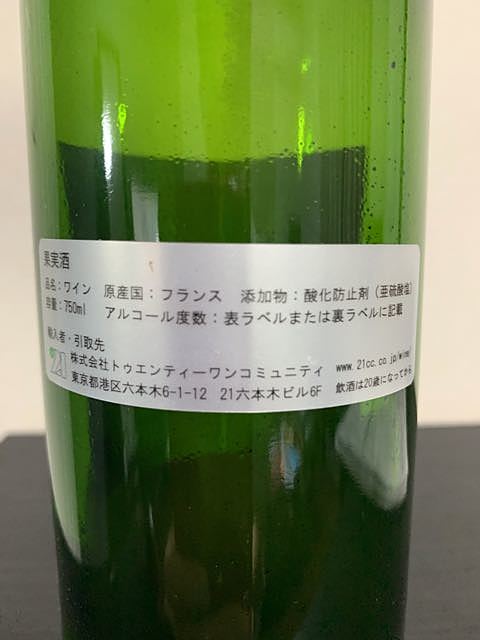 果実酒
品名：ワイン 原産国：フランス 添加物：酸化防止剤（亜硫酸塩）
容量：750ml アルコール度数：表ラベルまたは裏ラベルに記載
輸入者・引取先
21 株式会社トゥエンティーワンコミュニティ www.21cc.co.jp/wine/
東京都港区六本木6-1-12 21六本木ビル6F 飲酒は20歳になってから